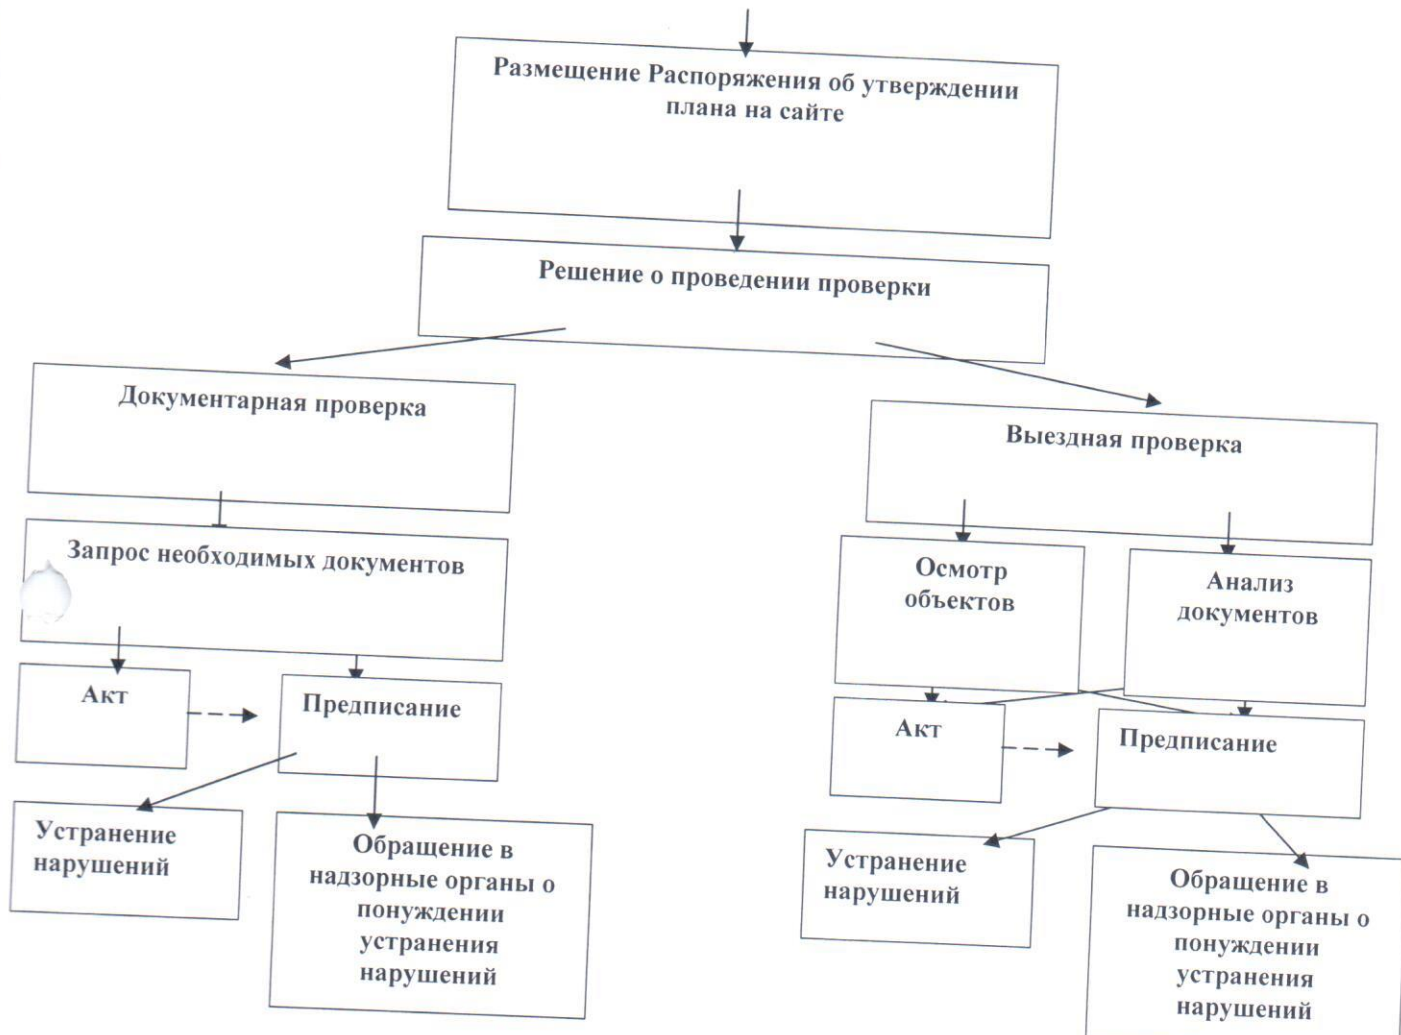 Размещение Распоряжения об утверждении
плана на сайте
Решение о проведении проверки
Документарная проверка
Выездная проверка
Запрос необходимых документов
Осмотр
объектов
Анализ
документов
Акт
Предписание
Акт
Предписание
Устранение
нарушений
Обращение в
надзорные органы о
понуждении
устранения
нарушений
Устранение
нарушений
Обращение в
надзорные органы о
понуждении
устранения
нарушений